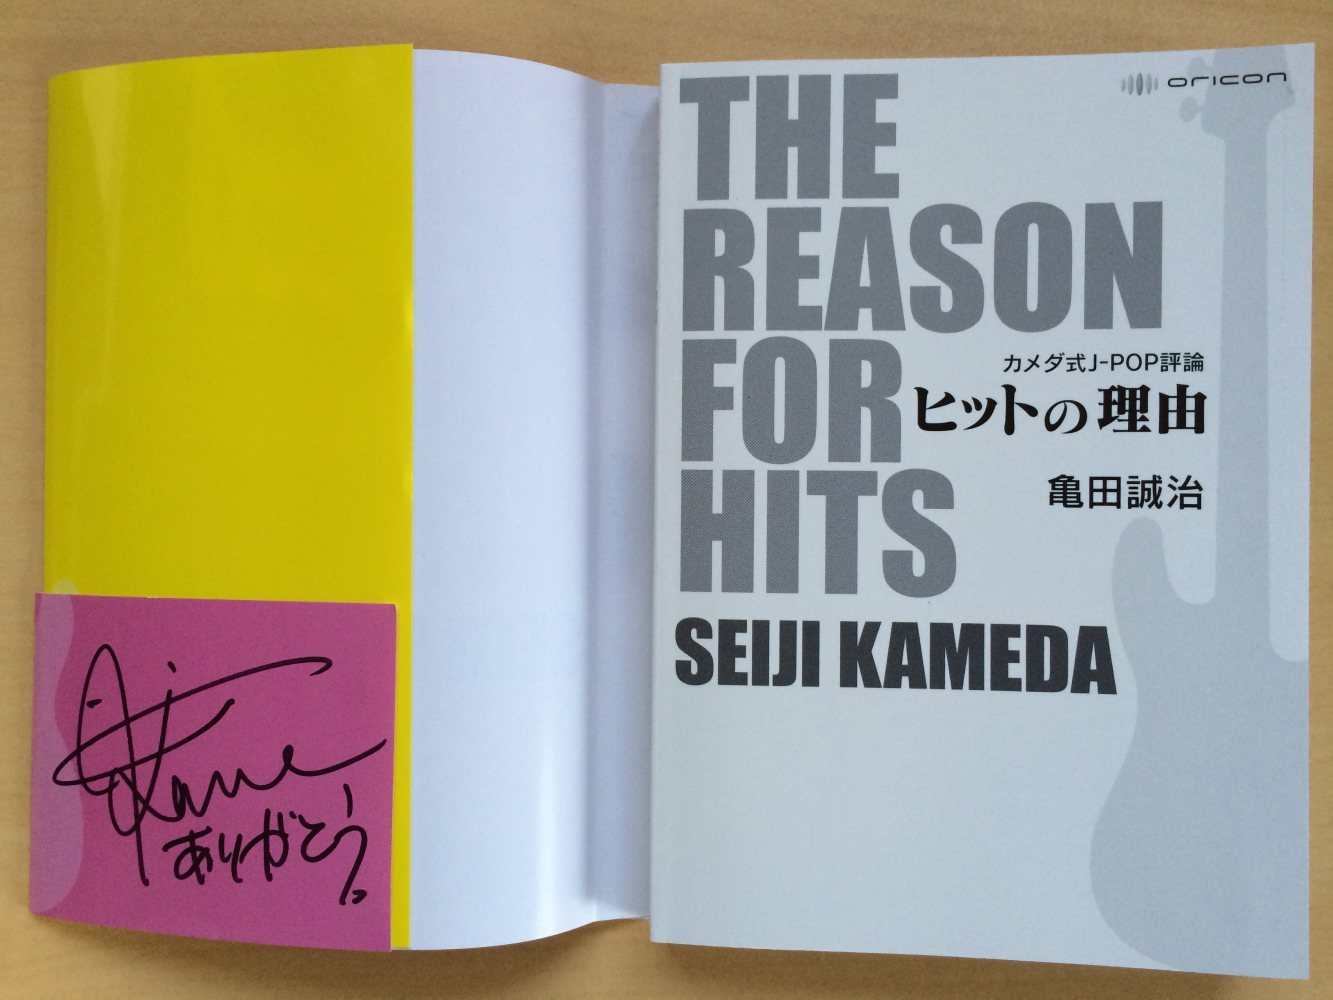 Kame
ありがとう!
oricon
THE
REASON
FOR
HITS
カメダ式J-POP評論
ヒットの理由
亀田誠治
SEIJI KAMEDA